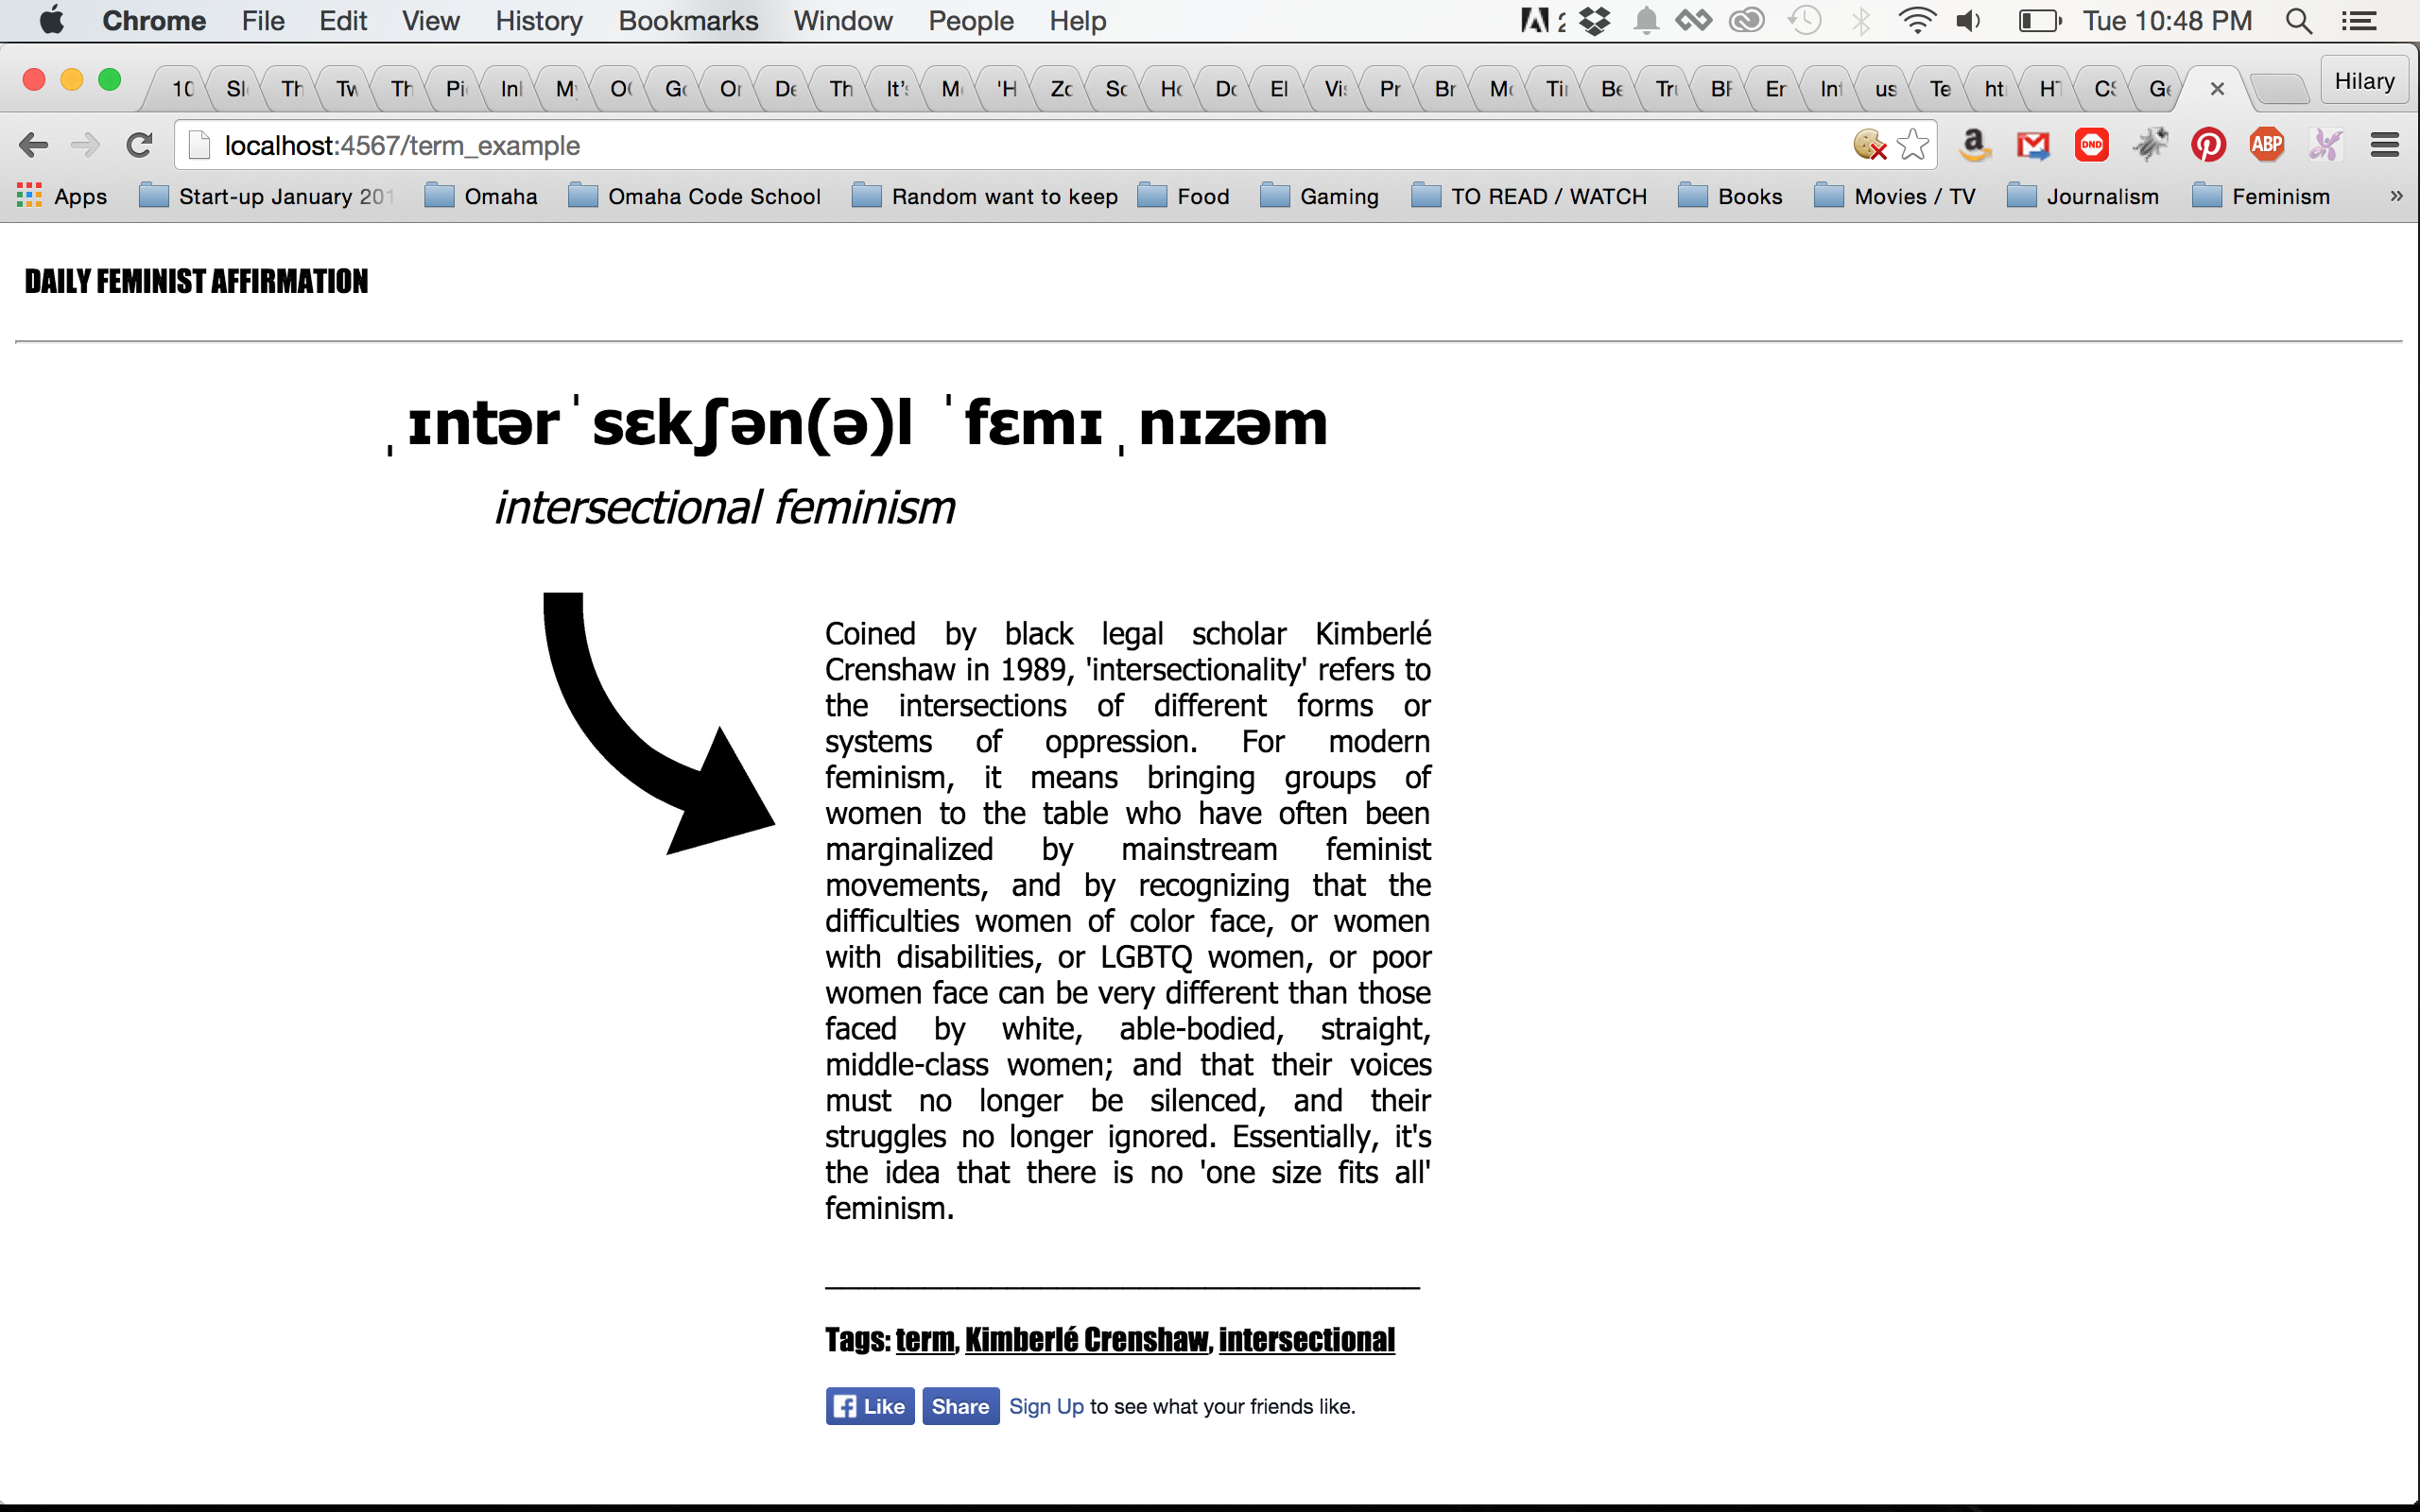 Chrome File Edit View History Bookmarks Window People Help Tue 10:48 PM
10 Sl Th Tw Th Pi Inl My O Go Or De Th It's M 'H Zo So Ho Do El Vi Pr Br Mo Ti Be Tru BF Er In us Te ht HT CS Ge Hilary
localhost:4567/term_example DND ABP
Apps Start-up January 201 Omaha Omaha Code School Random want to keep Food Gaming TO READ / WATCH Books Movies / TV Journalism Feminism »
DAILY FEMINIST AFFIRMATION
ˌɪntərˈsɛkʃən(ə)l ˈfɛmɪˌnɪzəm
intersectional feminism
Coined by black legal scholar Kimberlé
Crenshaw in 1989, 'intersectionality' refers to
the intersections of different forms or
systems of oppression. For modern
feminism, it means bringing groups of
women to the table who have often been
marginalized by mainstream feminist
movements, and by recognizing that the
difficulties women of color face, or women
with disabilities, or LGBTQ women, or poor
women face can be very different than those
faced by white, able-bodied, straight,
middle-class women; and that their voices
must no longer be silenced, and their
struggles no longer ignored. Essentially, it's
the idea that there is no 'one size fits all'
feminism.
Tags: term, Kimberlé Crenshaw, intersectional
Like Share Sign Up to see what your friends like.